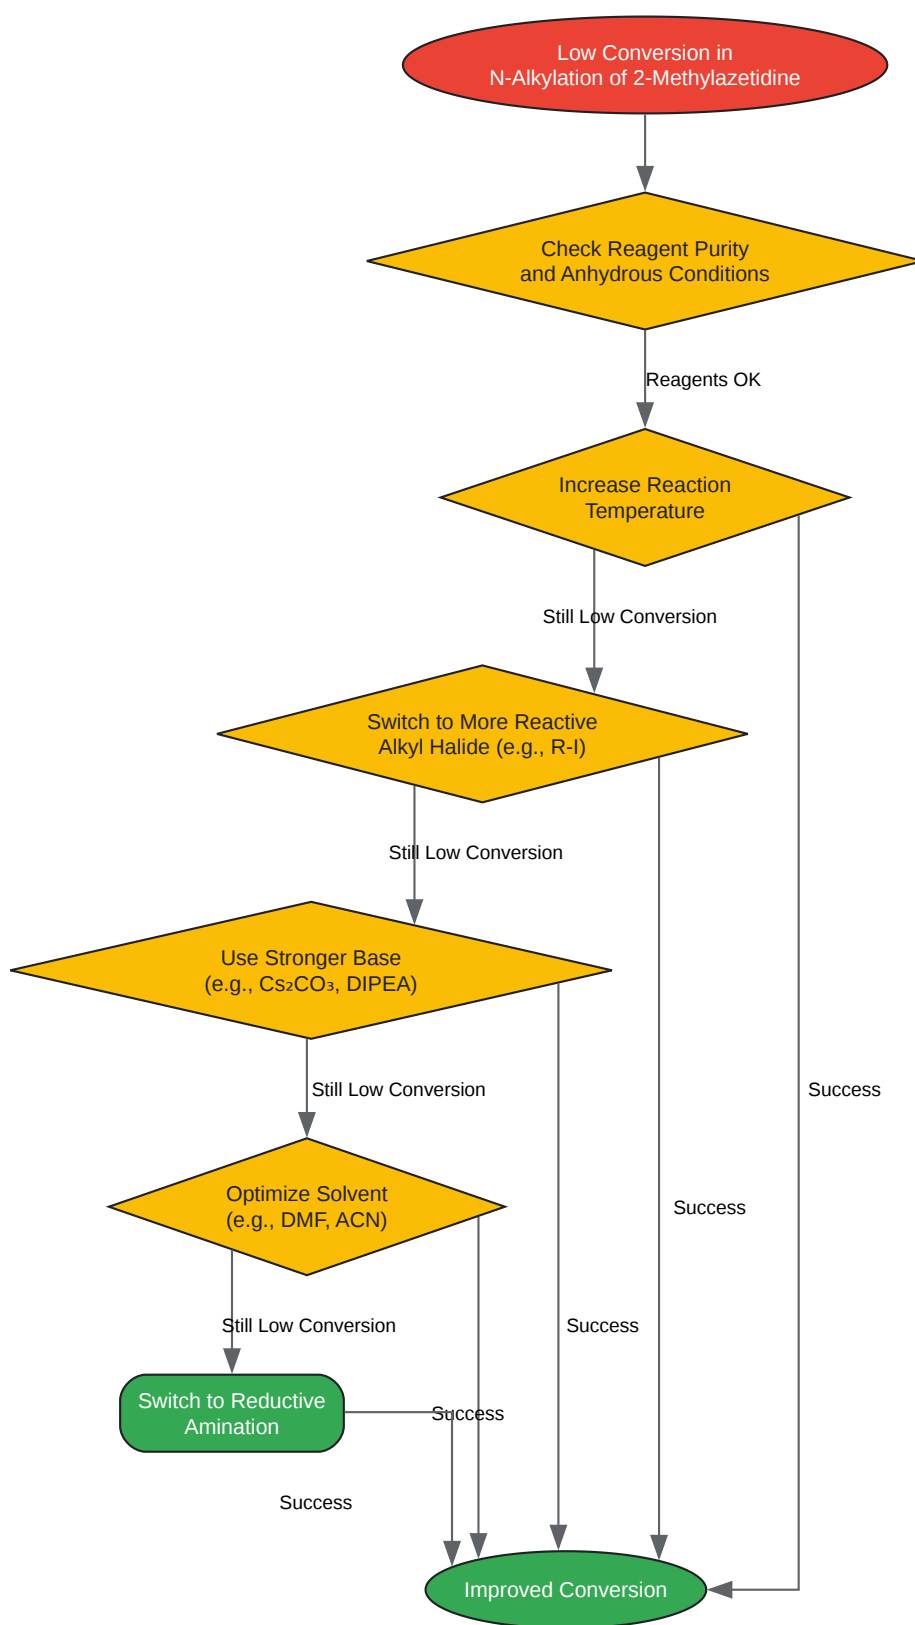 Low Conversion in
N-Alkylation of 2-Methylazetidine
Check Reagent Purity
and Anhydrous Conditions
Reagents OK
Increase Reaction
Temperature
Still Low Conversion
Switch to More Reactive
Alkyl Halide (e.g., R-I)
Still Low Conversion
Use Stronger Base
(e.g., Cs₂CO₃, DIPEA)
Still Low Conversion
Success
Optimize Solvent
(e.g., DMF, ACN)
Success
Still Low Conversion
Success
Switch to Reductive
Amination
Success
Success
Improved Conversion